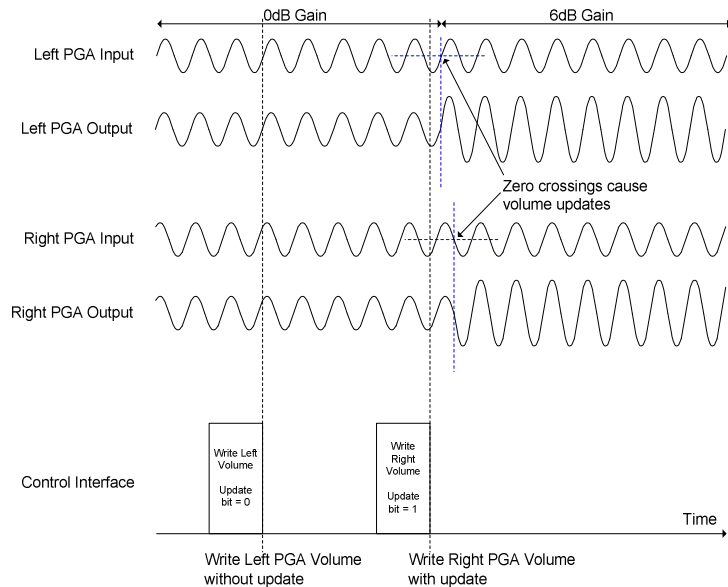 0dB Gain
6dB Gain
Left PGA Input
Left PGA Output
Zero crossings cause
volume updates
Right PGA Input
Right PGA Output
Write Left
Volume
Update
bit = 0
Write
Right
Volume
Update
bit = 1
Control Interface
Time
Write Left PGA Volume
without update
Write Right PGA Volume
with update